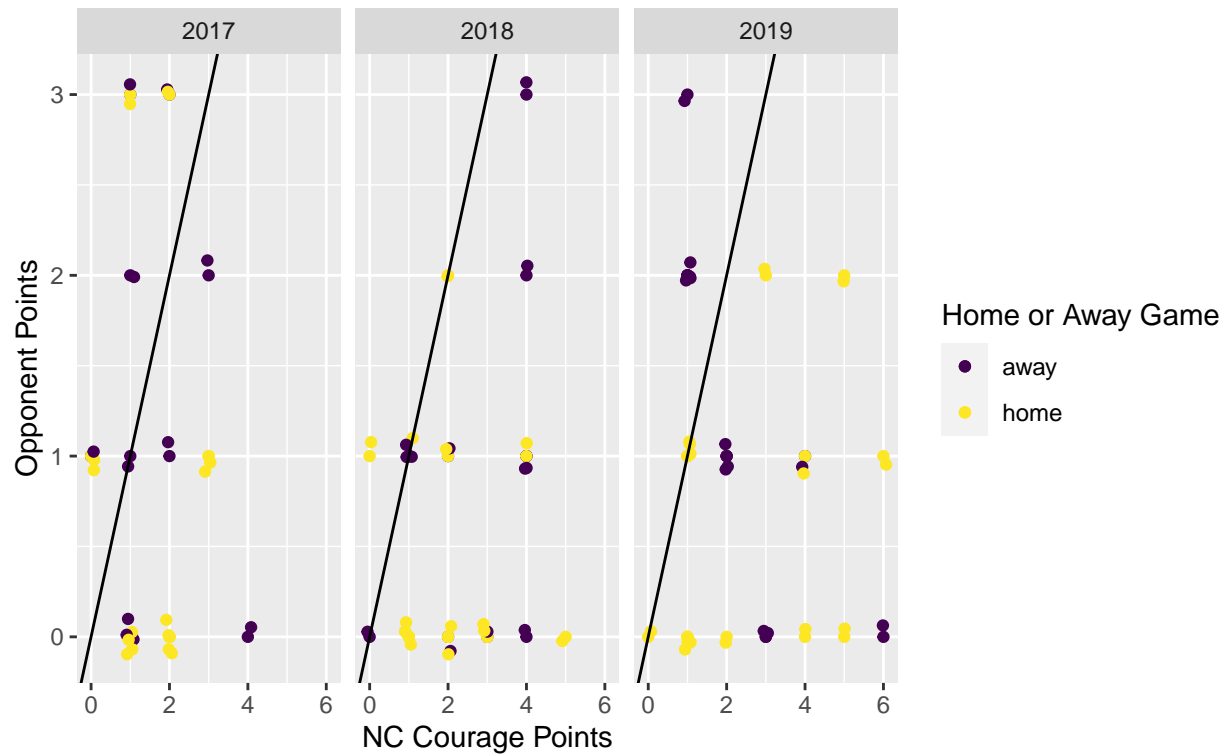 2017 2018 2019
3
2
1
0
Opponent Points
0 2 4 6 0 2 4 6 0 2 4 6
NC Courage Points
Home or Away Game
away
home